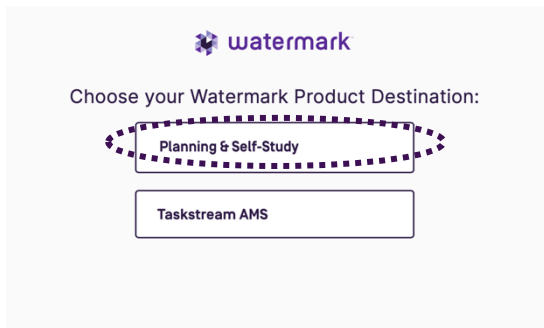 watermark
Choose your Watermark Product Destination:
Planning & Self-Study
Taskstream AMS